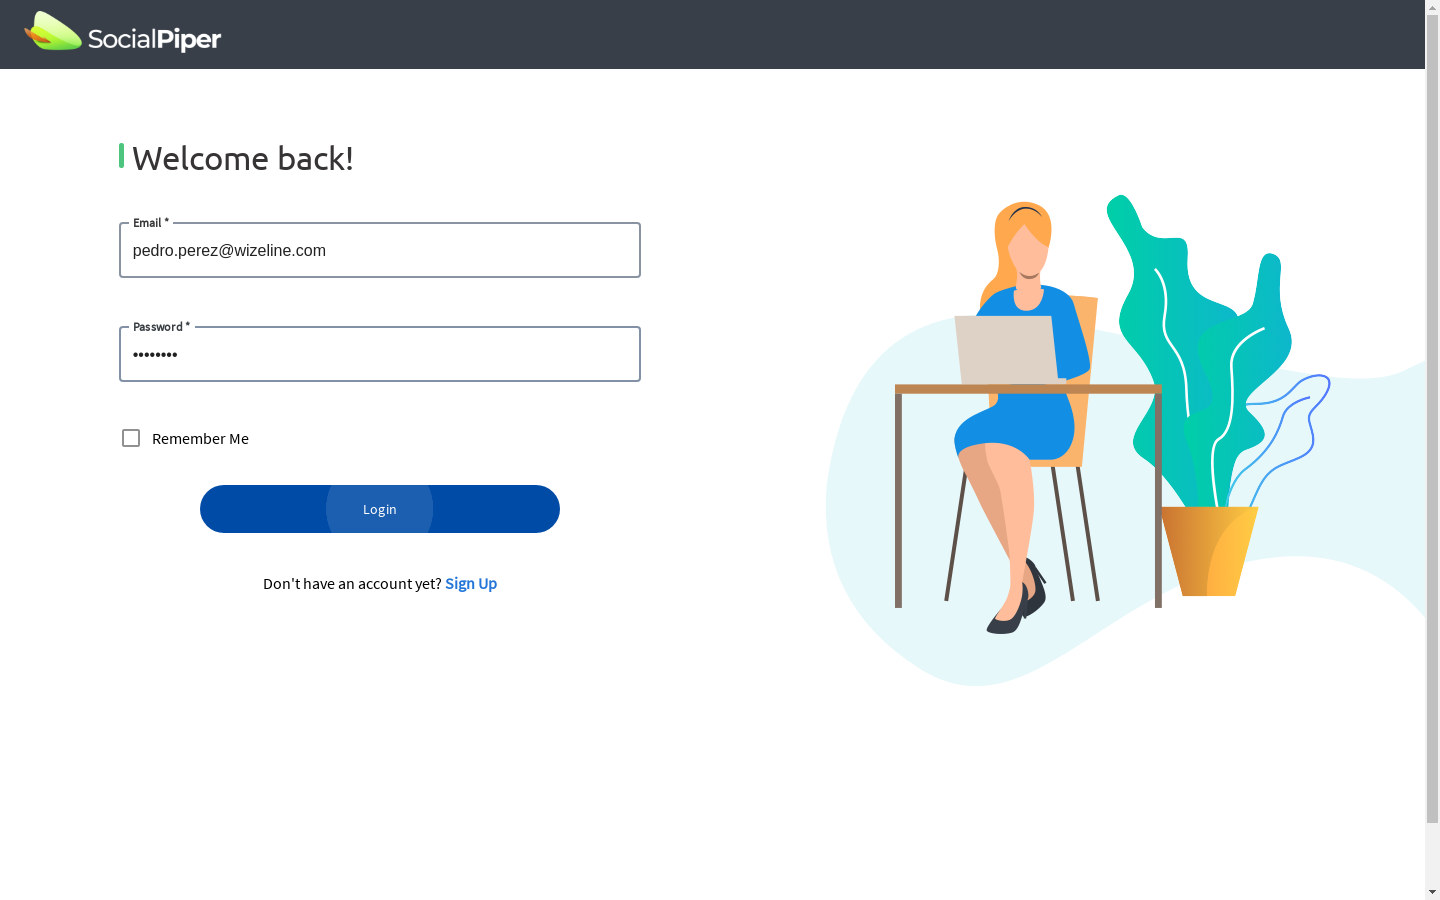 SocialPiper
Welcome back!
Email *
pedro.perez@wizeline.com
Password *
••••••••
Remember Me
Login
Don't have an account yet? Sign Up